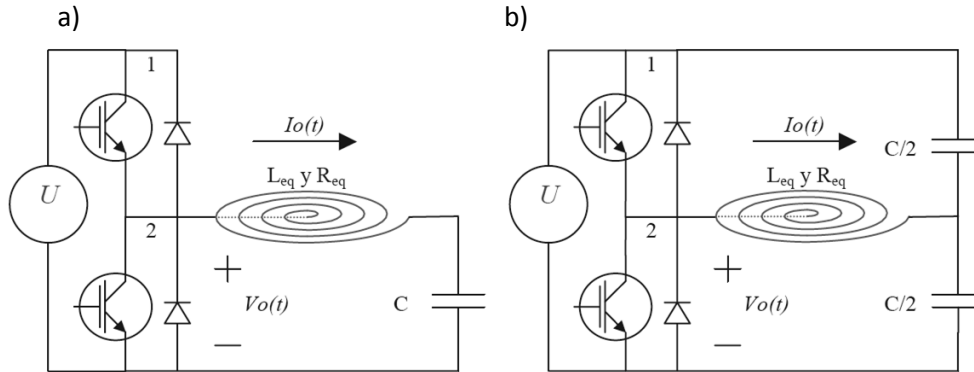 a)
1
Io(t)
U
Leq y Req
2
Vo(t)
C
b)
1
Io(t)
C/2
U
Leq y Req
2
Vo(t)
C/2